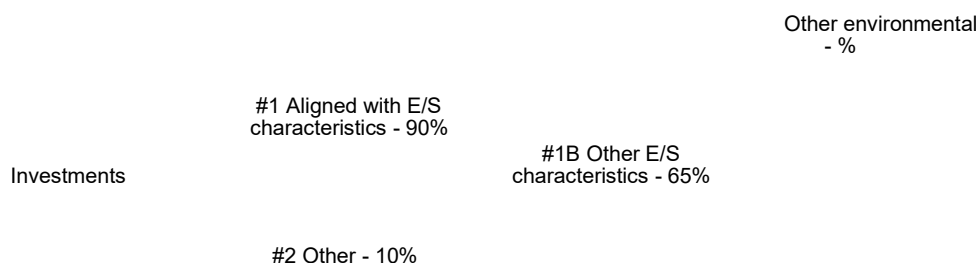 Other environmental
- %
#1 Aligned with E/S
characteristics - 90%
#1B Other E/S
characteristics - 65%
Investments
#2 Other - 10%